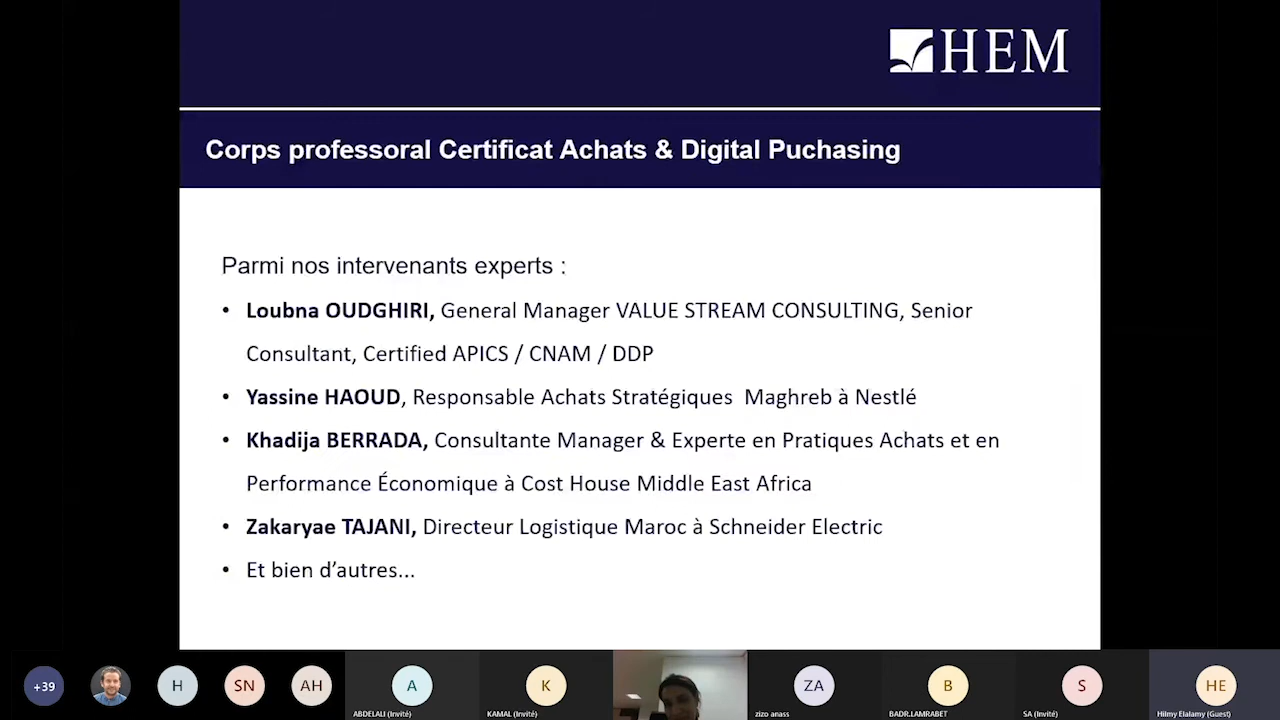 HEM
Corps professoral Certificat Achats & Digital Puchasing
Parmi nos intervenants experts :
• Loubna OUDGHIRI, General Manager VALUE STREAM CONSULTING, Senior
Consultant, Certified APICS / CNAM / DDP
• Yassine HAOUD, Responsable Achats Stratégiques Maghreb à Nestlé
• Khadija BERRADA, Consultante Manager & Experte en Pratiques Achats et en
Performance Économique à Cost House Middle East Africa
• Zakaryae TAJANI, Directeur Logistique Maroc à Schneider Electric
• Et bien d’autres...
+39
H
SN
AH
A
K
ZA
B
S
HE
ABDELALI (Invité)
KAMAL (Invité)
zizo anass
BADR.LAMRABET
SA (Invité)
Hilmy Elalamy (Guest)